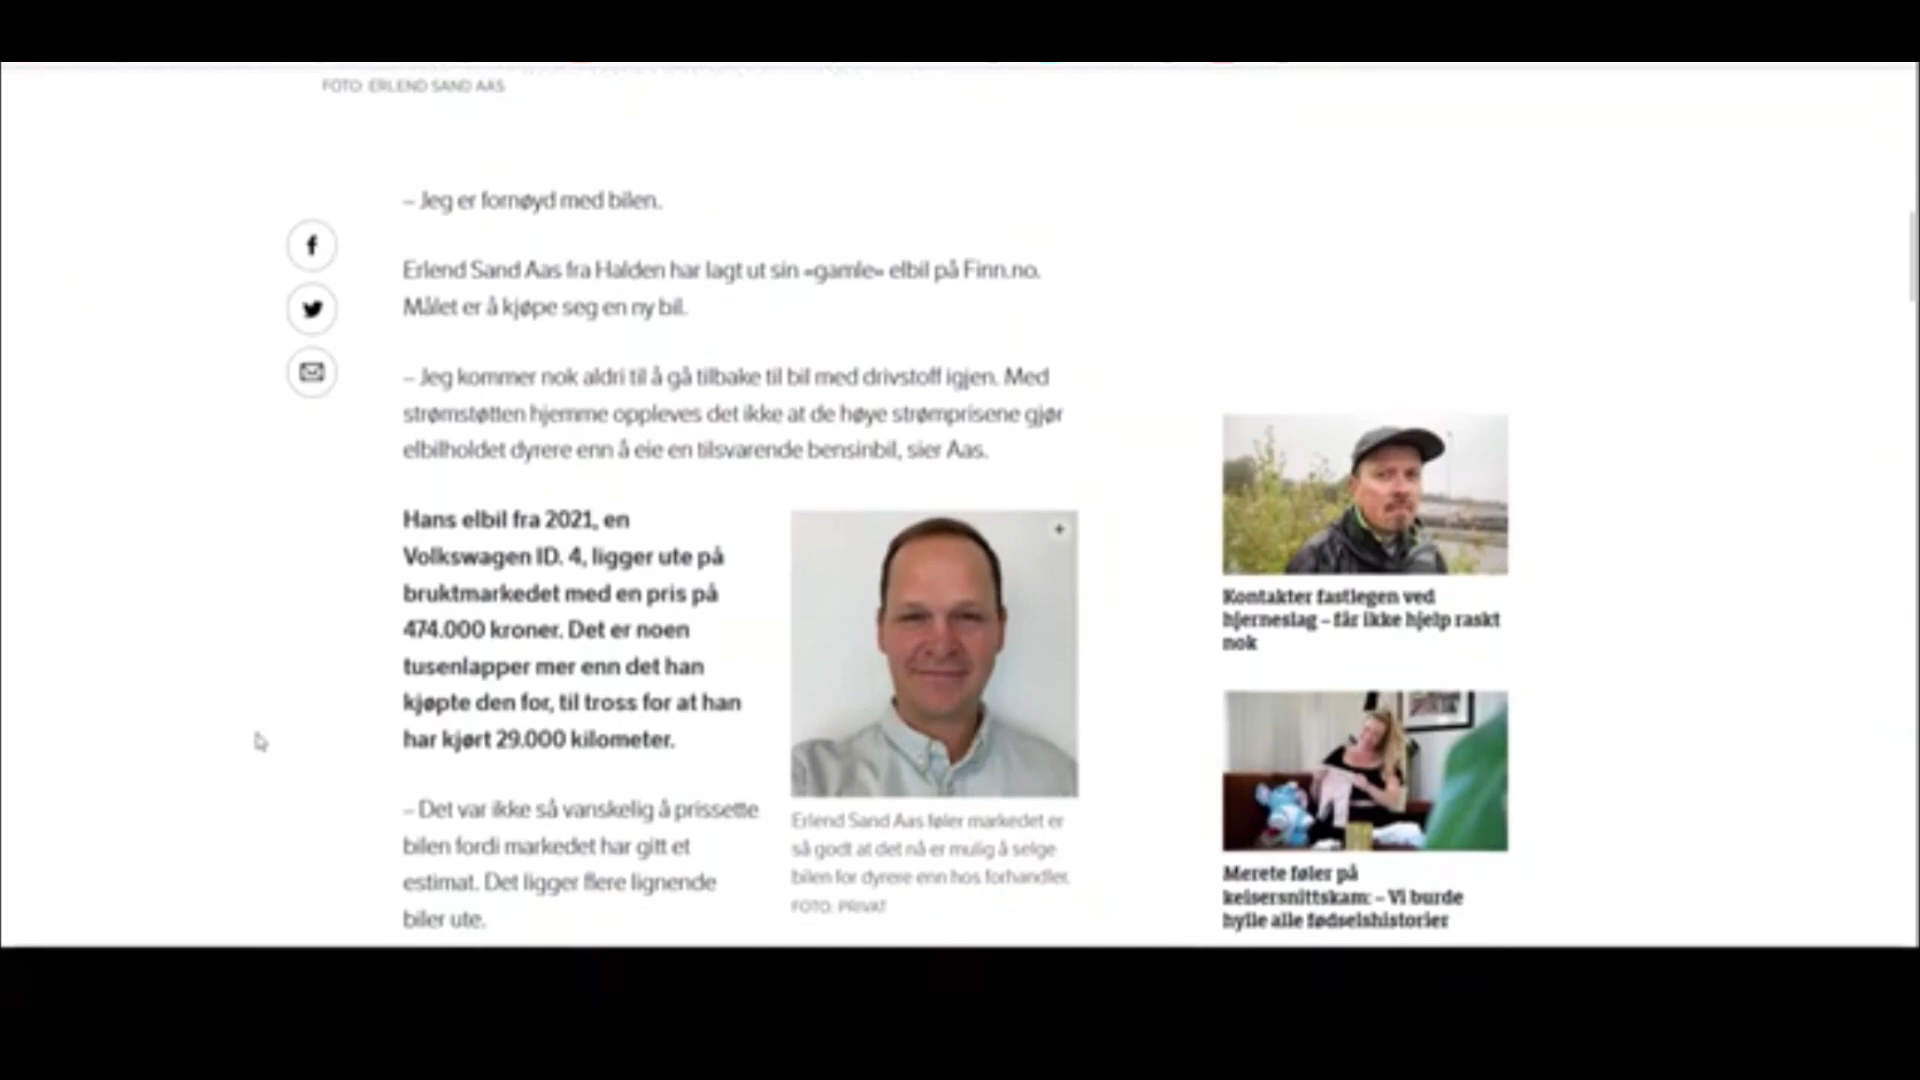 FOTO: ERLEND SAND AAS
– Jeg er fornøyd med bilen.
Erlend Sand Aas fra Halden har lagt ut sin «gamle» elbil på Finn.no.
Målet er å kjøpe seg en ny bil.
– Jeg kommer nok aldri til å gå tilbake til bil med drivstoff igjen. Med
strømstøtten hjemme oppleves det ikke at de høye strømprisene gjør
elbilholdet dyrere enn å eie en tilsvarende bensinbil, sier Aas.
Hans elbil fra 2021, en
Volkswagen ID. 4, ligger ute på
bruktmarkedet med en pris på
474.000 kroner. Det er noen
tusenlapper mer enn det han
kjøpte den for, til tross for at han
har kjørt 29.000 kilometer.
– Det var ikke så vanskelig å prissette
bilen fordi markedet har gitt et
estimat. Det ligger flere lignende
biler ute.
Erlend Sand Aas føler markedet er
så godt at det nå er mulig å selge
bilen for dyrere enn hos forhandler.
FOTO: PRIVAT
Kontakter fastlegen ved
hjerneslag – får ikke hjelp raskt
nok
Merete føler på
keisersnittskam: – Vi burde
hylle alle fødselshistorier